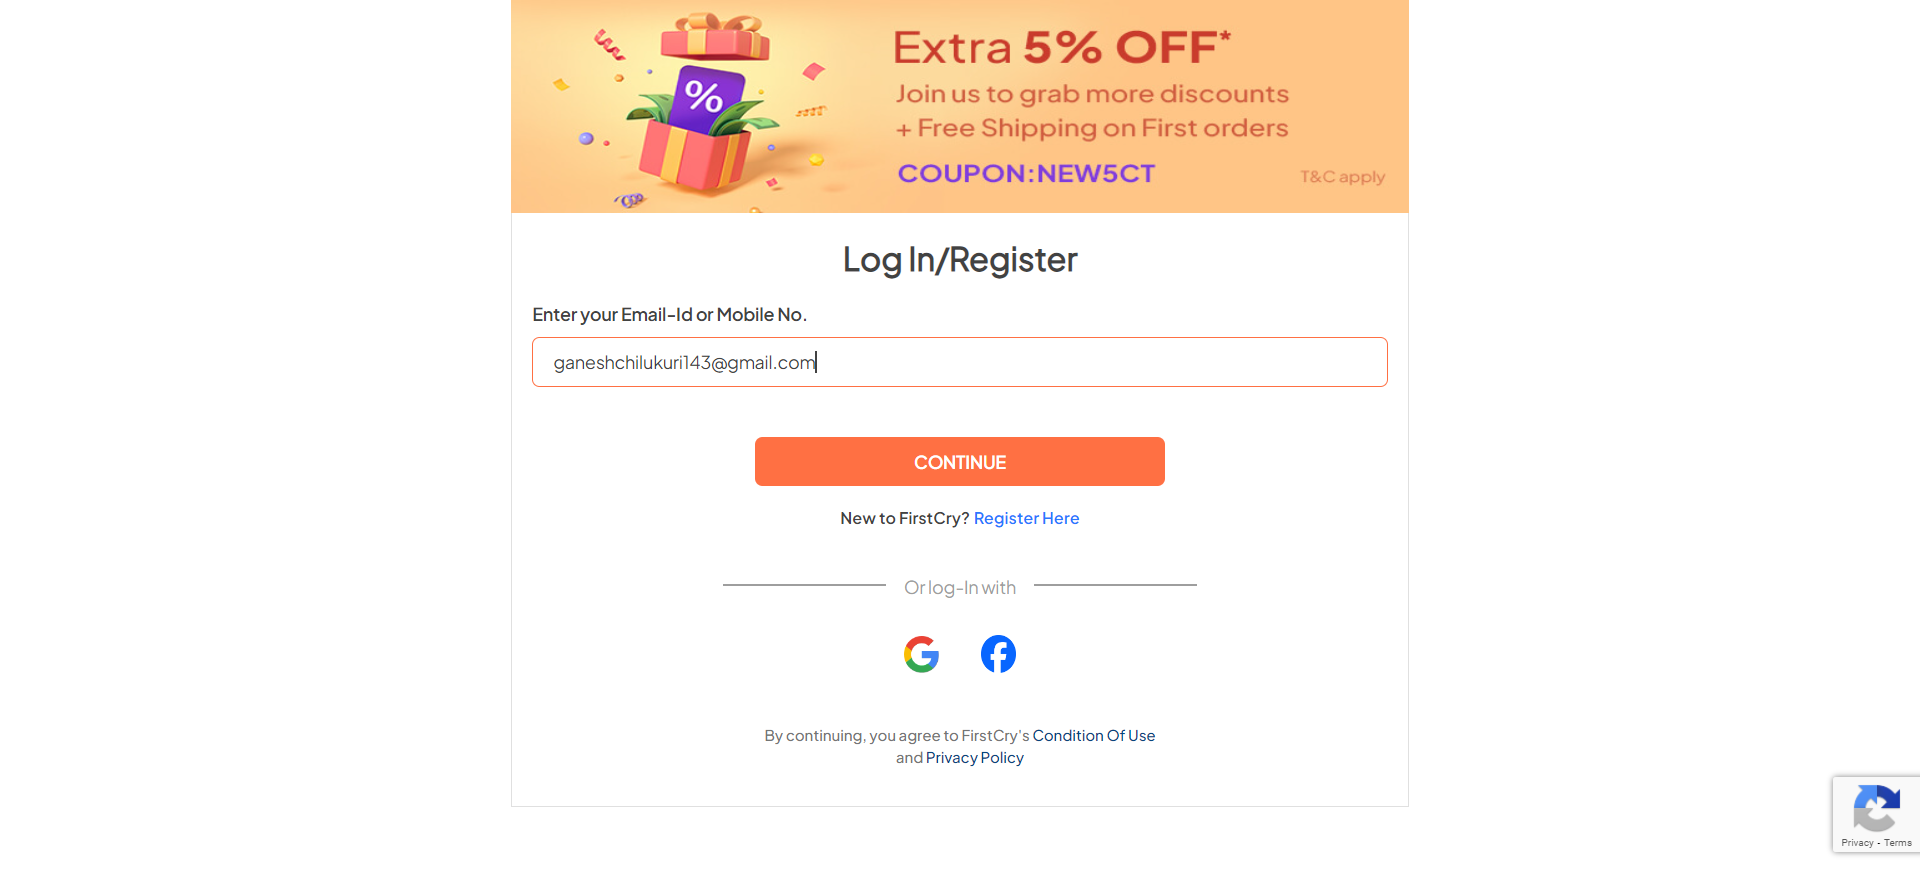 %
Extra 5% OFF*
Join us to grab more discounts
+ Free Shipping on First orders
COUPON:NEW5CT
T&C apply
Log In/Register
Enter your Email-Id or Mobile No.
ganeshchilukuri143@gmail.com
CONTINUE
New to FirstCry? Register Here
Or log-In with
By continuing, you agree to FirstCry's Condition Of Use
and Privacy Policy
Privacy - Terms